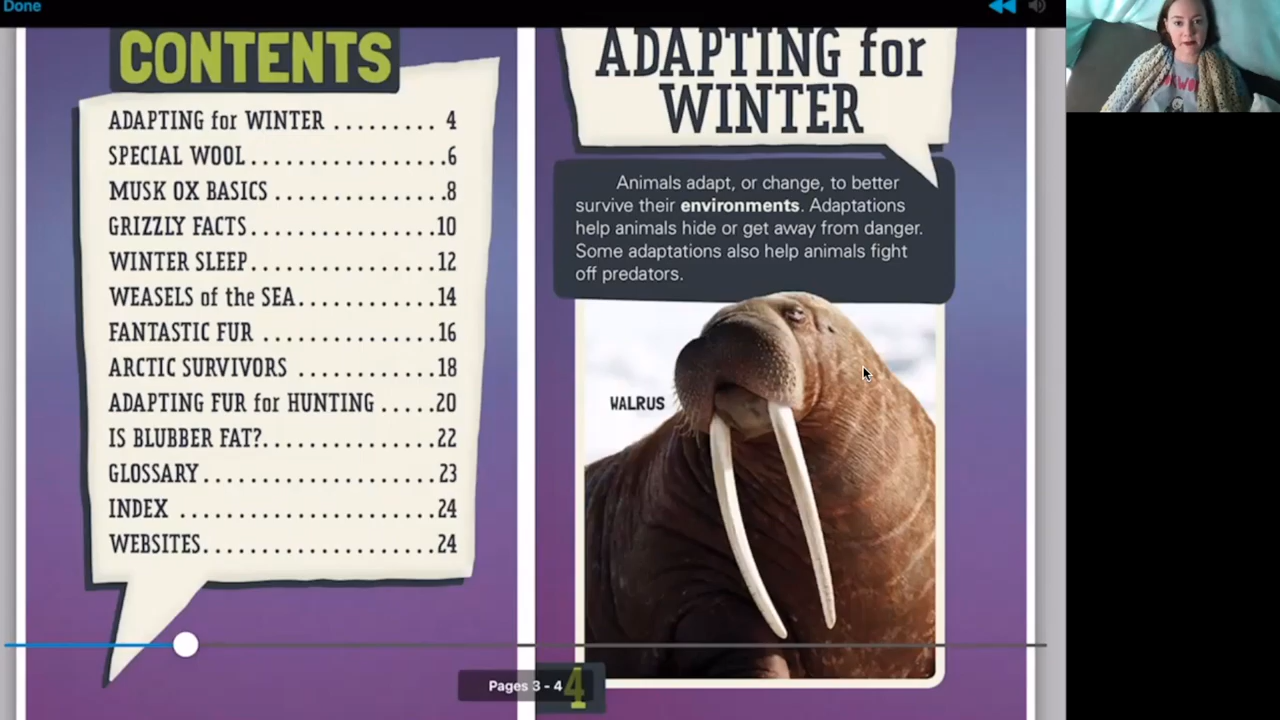 Done
CONTENTS
ADAPTING for WINTER ......... 4
SPECIAL WOOL ..................6
MUSK OX BASICS ................8
GRIZZLY FACTS .................10
WINTER SLEEP ..................12
WEASELS of the SEA .............14
FANTASTIC FUR ................16
ARCTIC SURVIVORS .............18
ADAPTING FUR for HUNTING .....20
IS BLUBBER FAT? ................22
GLOSSARY ......................23
INDEX .........................24
WEBSITES ......................24
ADAPTING for
WINTER
Animals adapt, or change, to better
survive their environments. Adaptations
help animals hide or get away from danger.
Some adaptations also help animals fight
off predators.
WALRUS
Pages 3 - 4
4